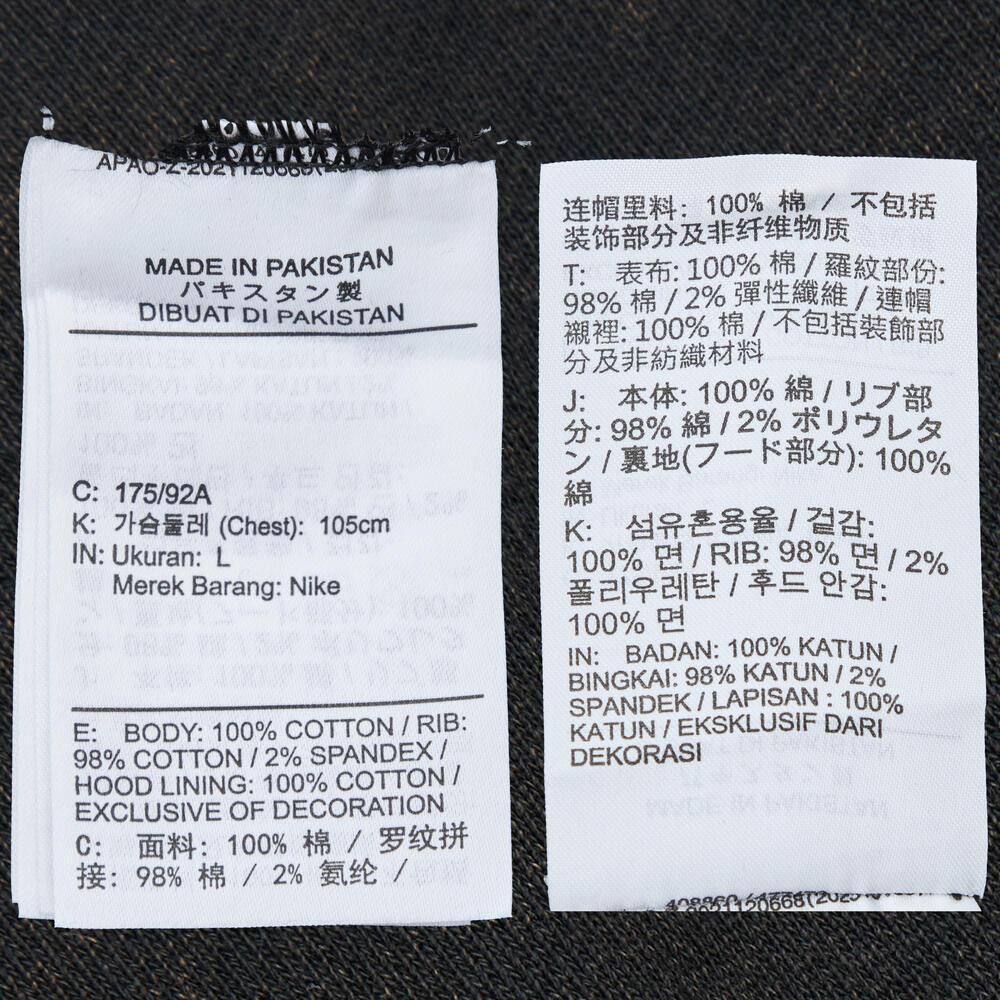 MADE IN PAKISTAN
パキスタン製
DIBUAT DI PAKISTAN
C: 175/92A
K: 가슴둘레 (Chest): 105cm
IN: Ukuran: L
Merek Barang: Nike
E: BODY: 100% COTTON / RIB:
98% COTTON / 2% SPANDEX /
HOOD LINING: 100% COTTON /
EXCLUSIVE OF DECORATION
C: 面料: 100% 棉 / 罗纹拼
接: 98% 棉 / 2% 氨纶 /
连帽里料: 100% 棉 / 不包括
装饰部分及非纤维物质
T: 表布: 100% 棉 / 羅紋部份:
98% 棉 / 2% 彈性纖維 / 連帽
襯裡: 100% 棉 / 不包括裝飾部
分及非紡織材料
J: 本体: 100% 綿 / リブ部
分: 98% 綿 / 2% ポリウレタ
ン / 裏地(フード部分): 100%
綿
K: 섬유혼용율 / 겉감:
100% 면 / RIB: 98% 면 / 2%
폴리우레탄 / 후드 안감:
100% 면
IN: BADAN: 100% KATUN /
BINGKAI: 98% KATUN / 2%
SPANDEK / LAPISAN : 100%
KATUN / EKSKLUSIF DARI
DEKORASI